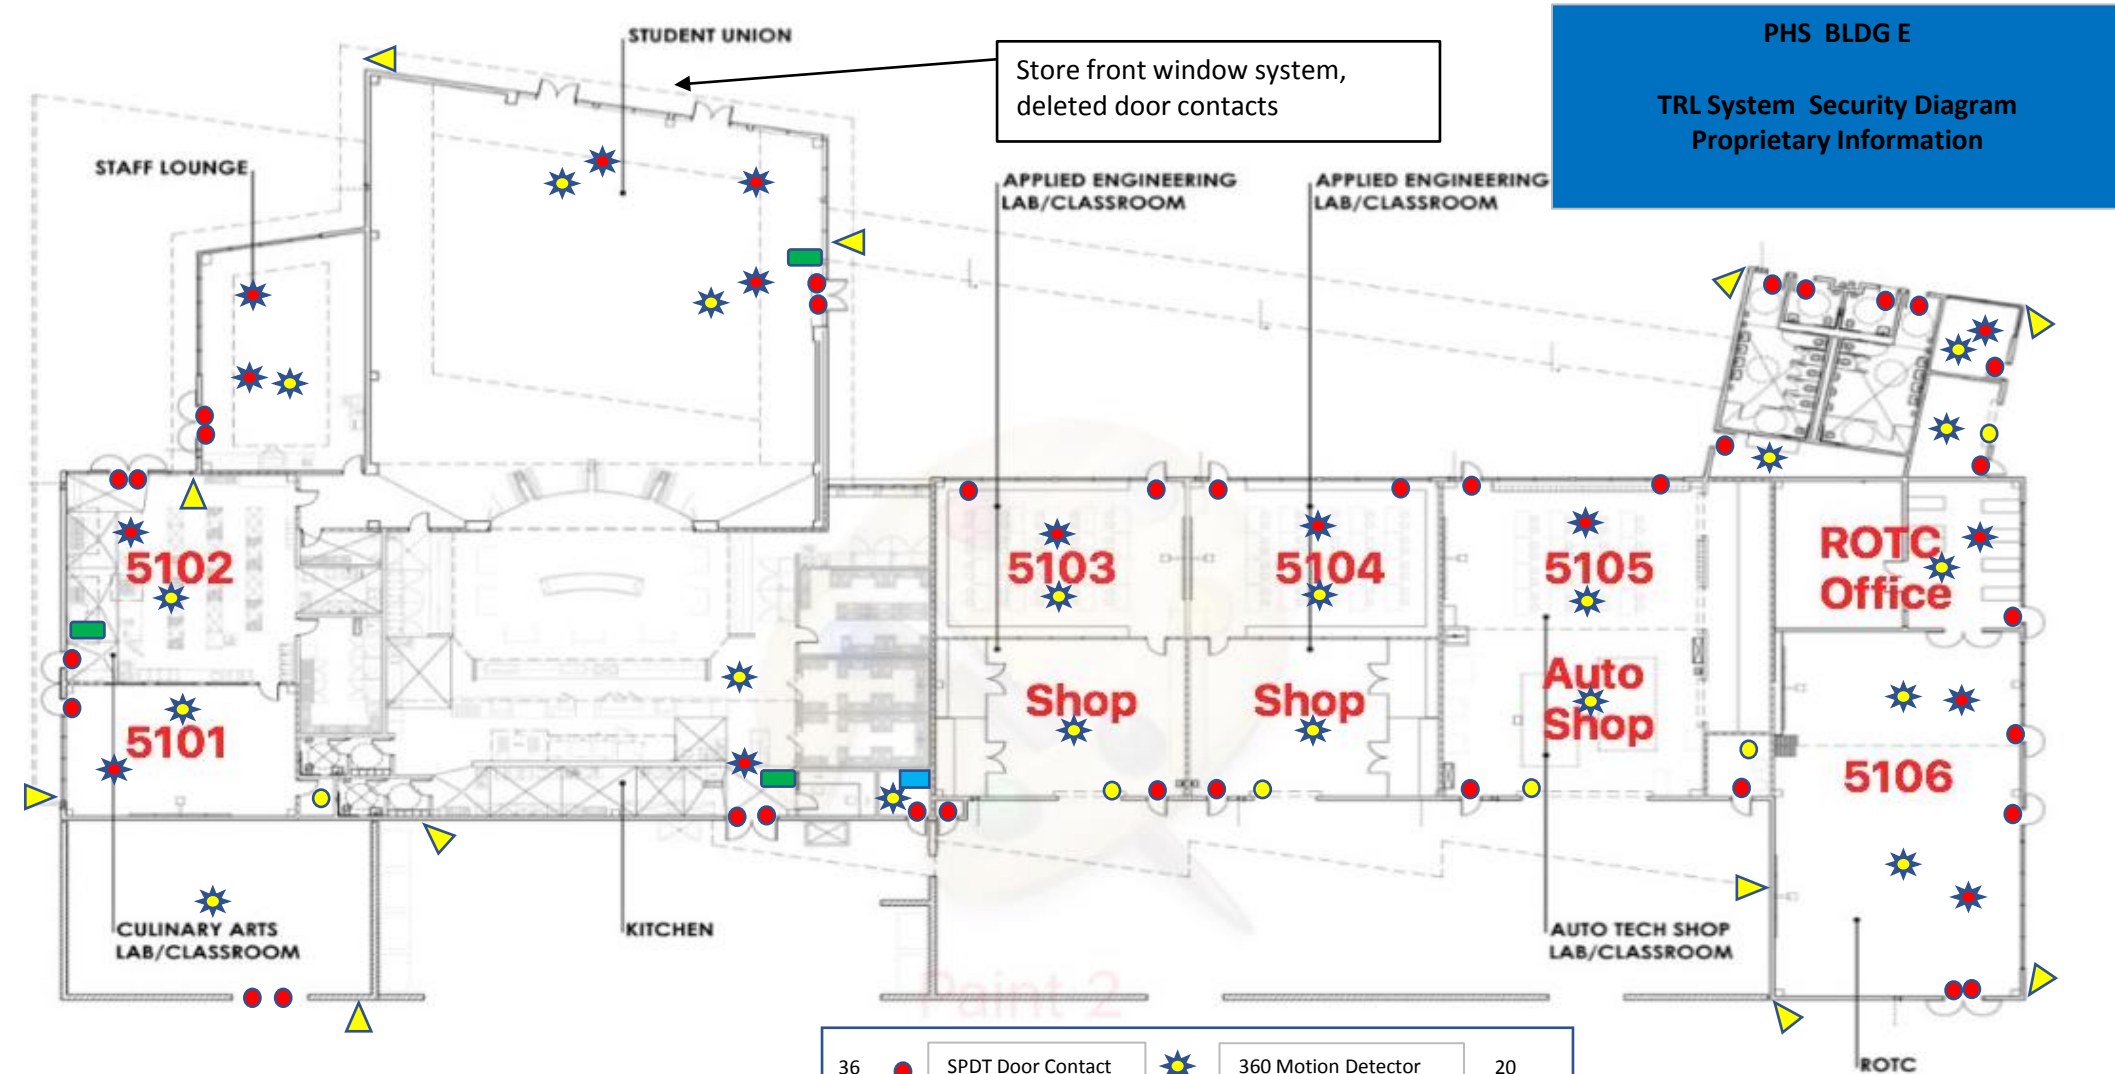 STUDENT UNION
Store front window system,
deleted door contacts
PHS BLDG E
TRL System Security Diagram
Proprietary Information
STAFF LOUNGE
APPLIED ENGINEERING
LAB/CLASSROOM
APPLIED ENGINEERING
LAB/CLASSROOM
5102
5103
5104
5105
ROTC
Office
5101
Shop
Shop
Auto
Shop
5106
CULINARY ARTS
LAB/CLASSROOM
KITCHEN
AUTO TECH SHOP
LAB/CLASSROOM
Paint 2
36 SPDT Door Contact 360 Motion Detector 20
ROTC